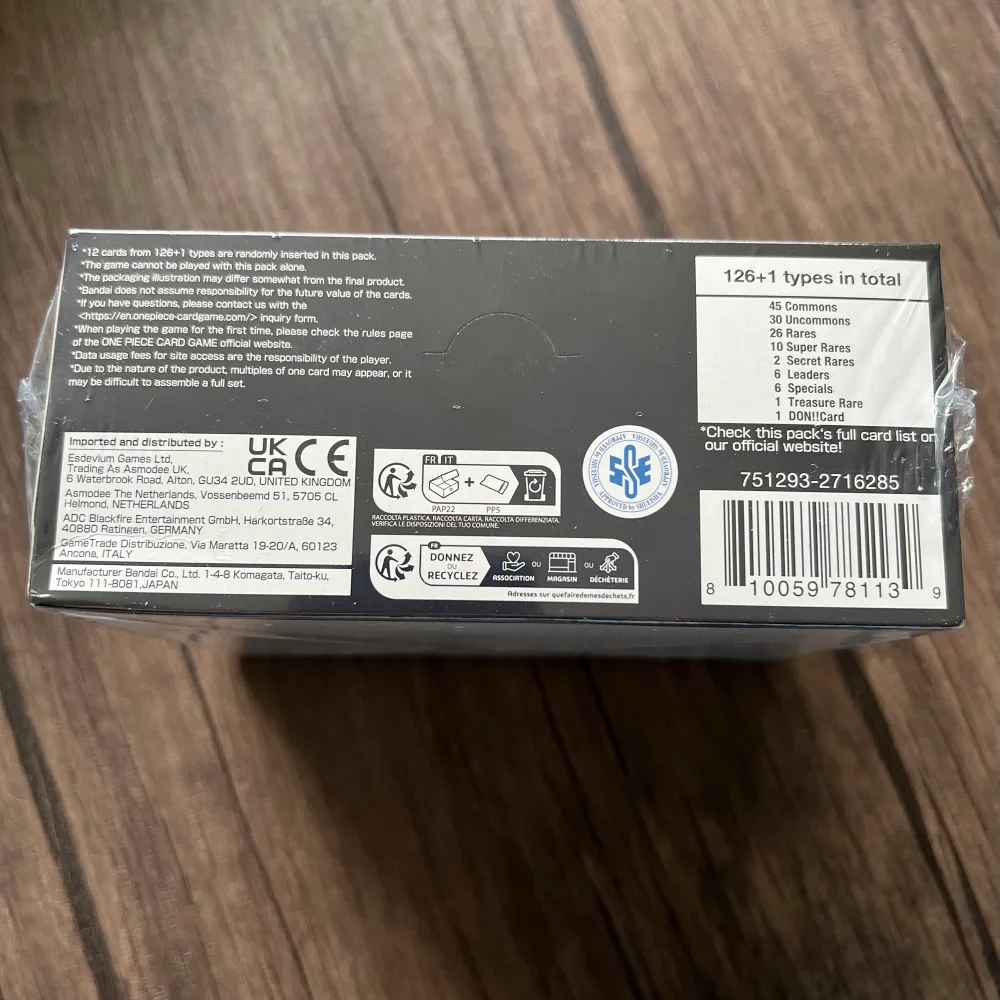 *12 cards from 126+1 types are randomly inserted in this pack.
*The game cannot be played with this pack alone.
*The packaging illustration may differ somewhat from the final product.
*Bandai does not assume responsibility for the future value of the cards.
*If you have questions, please contact us with the
<https://en.onepiece-cardgame.com/> inquiry form.
*When playing the game for the first time, please check the rules page
of the ONE PIECE CARD GAME official website.
*Data usage fees for site access are the responsibility of the player.
*Due to the nature of the product, multiples of one card may appear, or it
may be difficult to assemble a full set.
Imported and distributed by :
Esdevium Games Ltd,
Trading As Asmodee UK,
6 Waterbrook Road, Alton, GU34 2UD, UNITED KINGDOM
Asmodee The Netherlands, Vossenbeemd 51, 5705 CL
Helmond, NETHERLANDS
ADC Blackfire Entertainment GmbH, Harkortstraße 34,
40880 Ratingen, GERMANY
GameTrade Distribuzione, Via Maratta 19-20/A, 60123
Ancona, ITALY
Manufacturer Bandai Co., Ltd. 1-4-8 Komagata, Taito-ku,
Tokyo 111-8081,JAPAN
UK
CA CE
FR IT
PAP22 PP5
RACCOLTA PLASTICA. RACCOLTA CARTA. RACCOLTA DIFFERENZIATA.
VERIFICA LE DISPOSIZIONI DEL TUO COMUNE.
FR
DONNEZ
OU
RECYCLEZ
ASSOCIATION OU MAGASIN OU DÉCHÈTERIE
Adresses sur quefairedemesdechets.fr
APPROVED by SHUEISHA APPROVED by SHUEISHA
126+1 types in total
45 Commons
30 Uncommons
26 Rares
10 Super Rares
2 Secret Rares
6 Leaders
6 Specials
1 Treasure Rare
1 DON!!Card
*Check this pack's full card list on
our official website!
751293-2716285
8 10059 78113 9